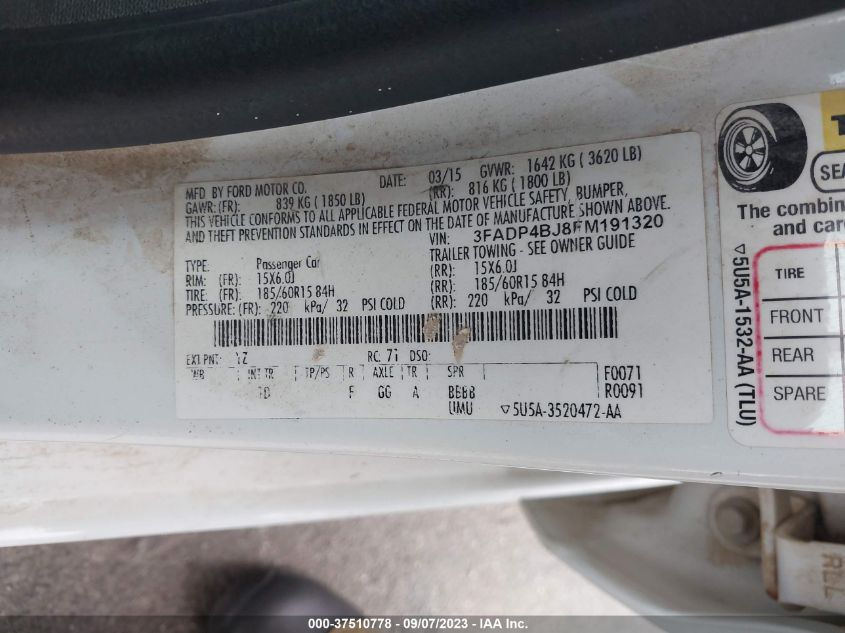 MFD BY FORD MOTOR CO. DATE: 03/15 GVWR: 1642 KG ( 3620 LB)
GAWR: (FR): 839 KG ( 1850 LB) (RR): 816 KG ( 1800 LB)
THIS VEHICLE CONFORMS TO ALL APPLICABLE FEDERAL MOTOR VEHICLE SAFETY, BUMPER,
AND THEFT PREVENTION STANDARDS IN EFFECT ON THE DATE OF MANUFACTURE SHOWN ABOVE.
VIN: 3FADP4BJ8FM191320
TYPE: Passenger Car TRAILER TOWING - SEE OWNER GUIDE
RIM: (FR): 15X6.0J (RR): 15X6.0J
TIRE: (FR): 185/60R15 84H (RR): 185/60R15 84H
PRESSURE: (FR): 220 kPa/ 32 PSI COLD (RR): 220 kPa/ 32 PSI COLD
EXT PNT: YZ RC: 71 DSO:
WB INT TR TP/PS R AXLE TR SPR F0071
F GG A BBBB R0091
UMU ▽5U5A-3520472-AA
▽5U5A-1532-AA (TLU)
T
SEA
The combin
and car
TIRE
FRONT
REAR
SPARE
000-37510778 - 09/07/2023 - IAA Inc.